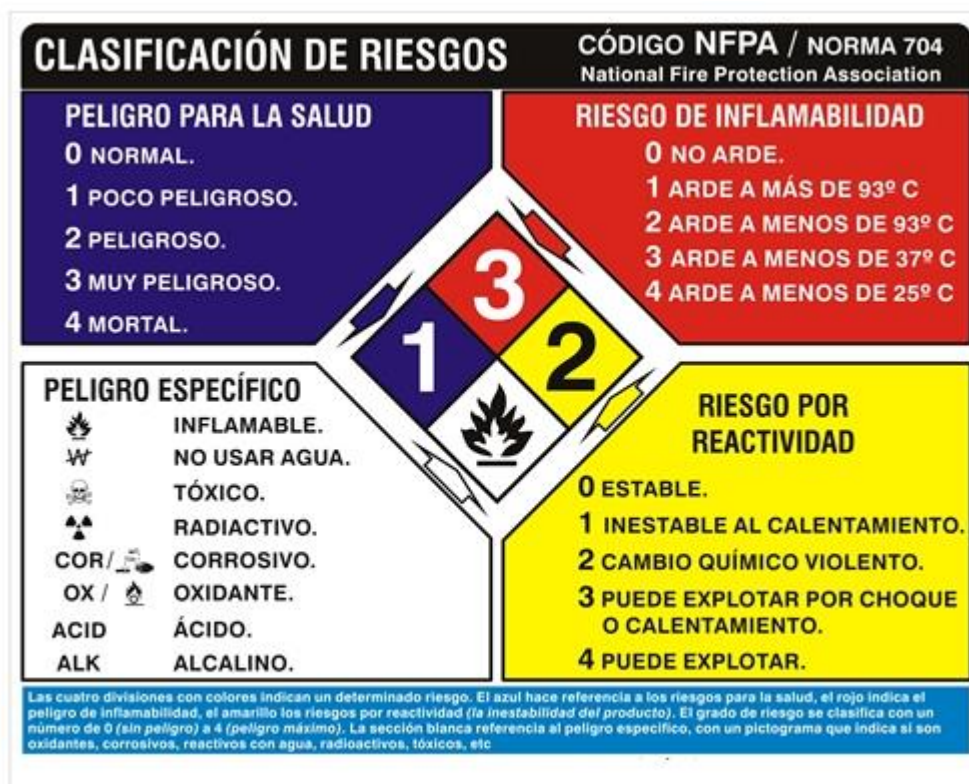 CLASIFICACIÓN DE RIESGOS
CÓDIGO NFPA / NORMA 704
National Fire Protection Association
PELIGRO PARA LA SALUD
0 NORMAL.
1 POCO PELIGROSO.
2 PELIGROSO.
3 MUY PELIGROSO.
4 MORTAL.
RIESGO DE INFLAMABILIDAD
0 NO ARDE.
1 ARDE A MÁS DE 93º C
2 ARDE A MENOS DE 93º C
3 ARDE A MENOS DE 37º C
4 ARDE A MENOS DE 25º C
3
1
2
PELIGRO ESPECÍFICO
INFLAMABLE.
W NO USAR AGUA.
TÓXICO.
RADIACTIVO.
COR/ CORROSIVO.
OX / OXIDANTE.
ACID ÁCIDO.
ALK ALCALINO.
RIESGO POR
REACTIVIDAD
0 ESTABLE.
1 INESTABLE AL CALENTAMIENTO.
2 CAMBIO QUÍMICO VIOLENTO.
3 PUEDE EXPLOTAR POR CHOQUE
O CALENTAMIENTO.
4 PUEDE EXPLOTAR.
Las cuatro divisiones con colores indican un determinado riesgo. El azul hace referencia a los riesgos para la salud, el rojo indica el
peligro de inflamabilidad, el amarillo los riesgos por reactividad (la inestabilidad del producto). El grado de riesgo se clasifica con un
número de 0 (sin peligro) a 4 (peligro máximo). La sección blanca referencia al peligro específico, con un pictograma que indica si son
oxidantes, corrosivos, reactivos con agua, radiactivos, tóxicos, etc